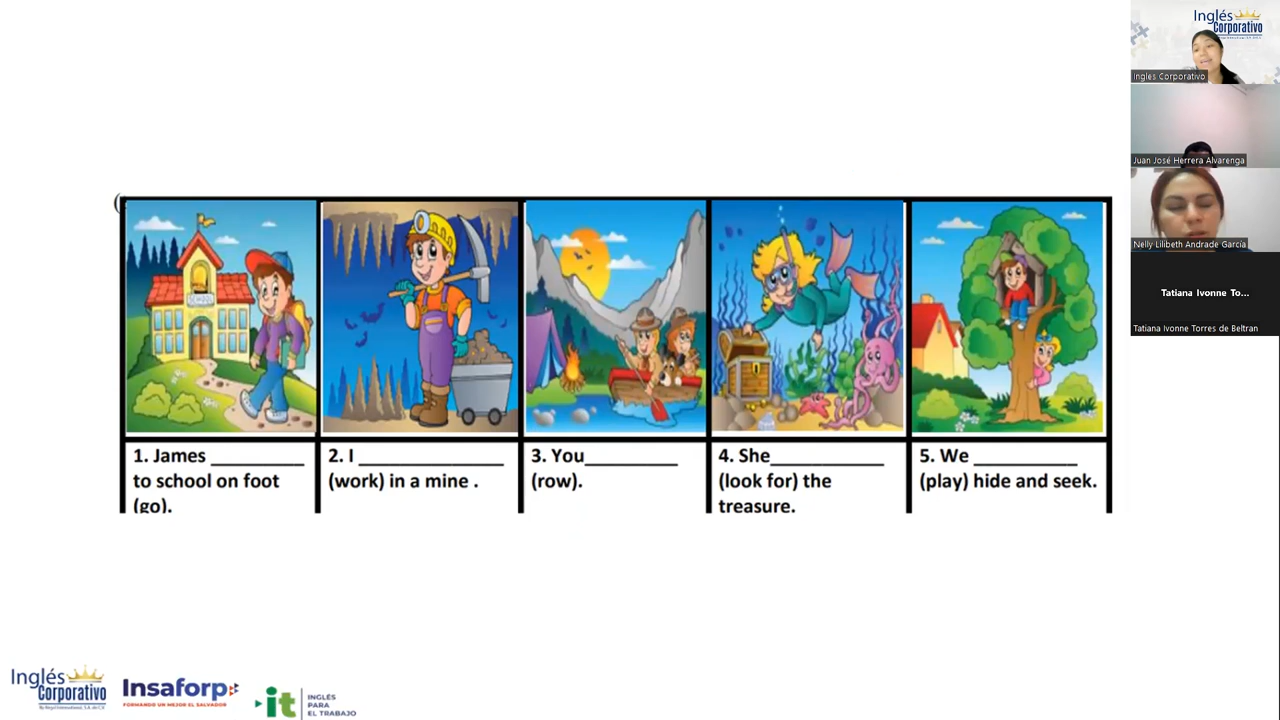 Inglés
Corporativo
Ingles Corporativo
Juan José Herrera Alvarenga
Nelly Lilibeth Andrade García
Tatiana Ivonne To...
Tatiana Ivonne Torres de Beltran
(
SCHOOL
1. James _________
to school on foot
(go).
2. I ______________
(work) in a mine .
3. You_________
(row).
4. She___________
(look for) the
treasure.
5. We __________
(play) hide and seek.
Inglés
Corporativo
Insaforp
FORMANDO UN MEJOR EL SALVADOR
it
INGLÉS
PARA
EL TRABAJO